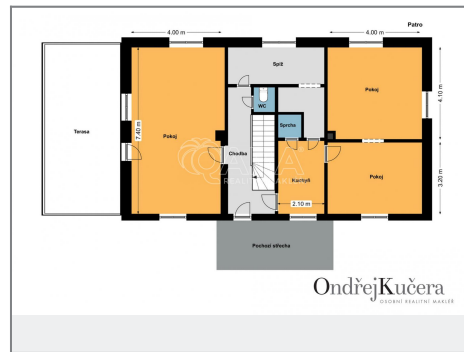 Patro
4.00 m
4.00 m
Spíž
Pokoj
4.10 m
WC
Terasa
7.40 m
Pokoj
Sprcha
Chodba
Kuchyň
Pokoj
3.20 m
2.10 m
Pochozí střecha
OndřejKučera
OSOBNÍ REALITNÍ MAKLÉŘ